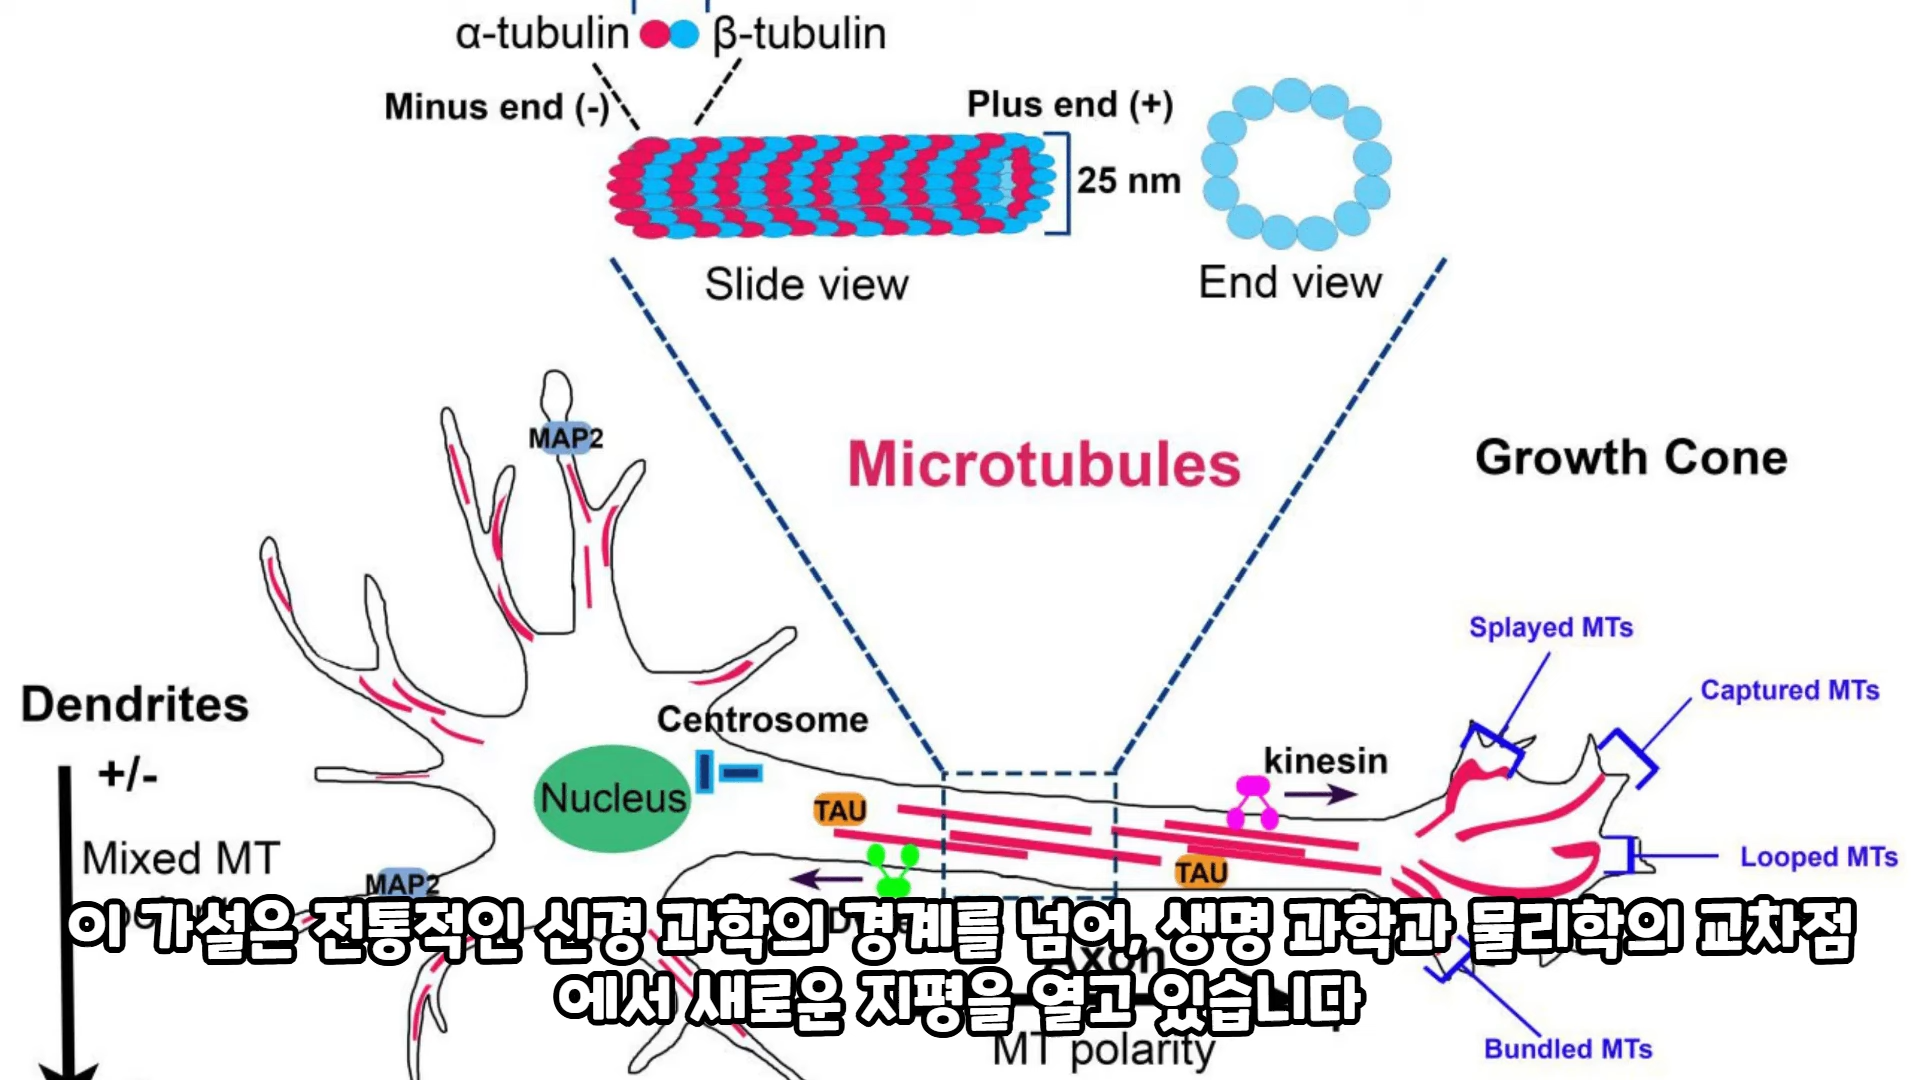 α-tubulin β-tubulin
Minus end (-)
Plus end (+)
25 nm
Slide view
End view
Microtubules
Growth Cone
MAP2
Splayed MTs
Captured MTs
Dendrites
+/-
Centrosome
Nucleus
kinesin
TAU
TAU
Looped MTs
Mixed MT
MAP2
이 가설은 전통적인 신경 과학의 경계를 넘어, 생명 과학과 물리학의 교차점
에서 새로운 지평을 열고 있습니다
Axon
MT polarity
Bundled MTs